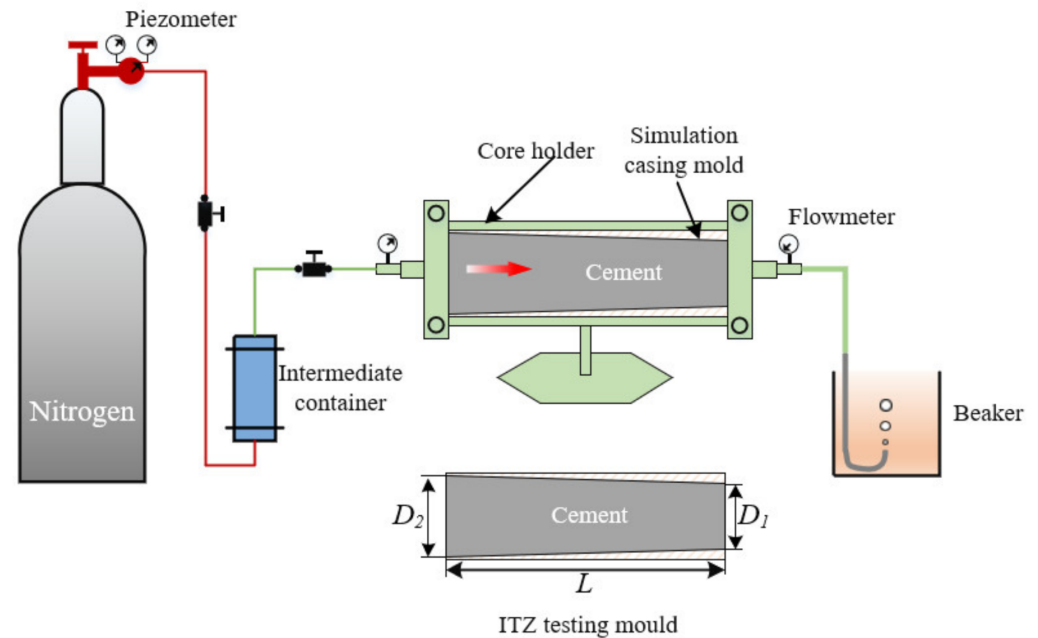 Piezometer
Core holder
Simulation
casing mold
Flowmeter
Cement
Nitrogen
Intermediate
container
Beaker
D2
Cement
D1
L
ITZ testing mould